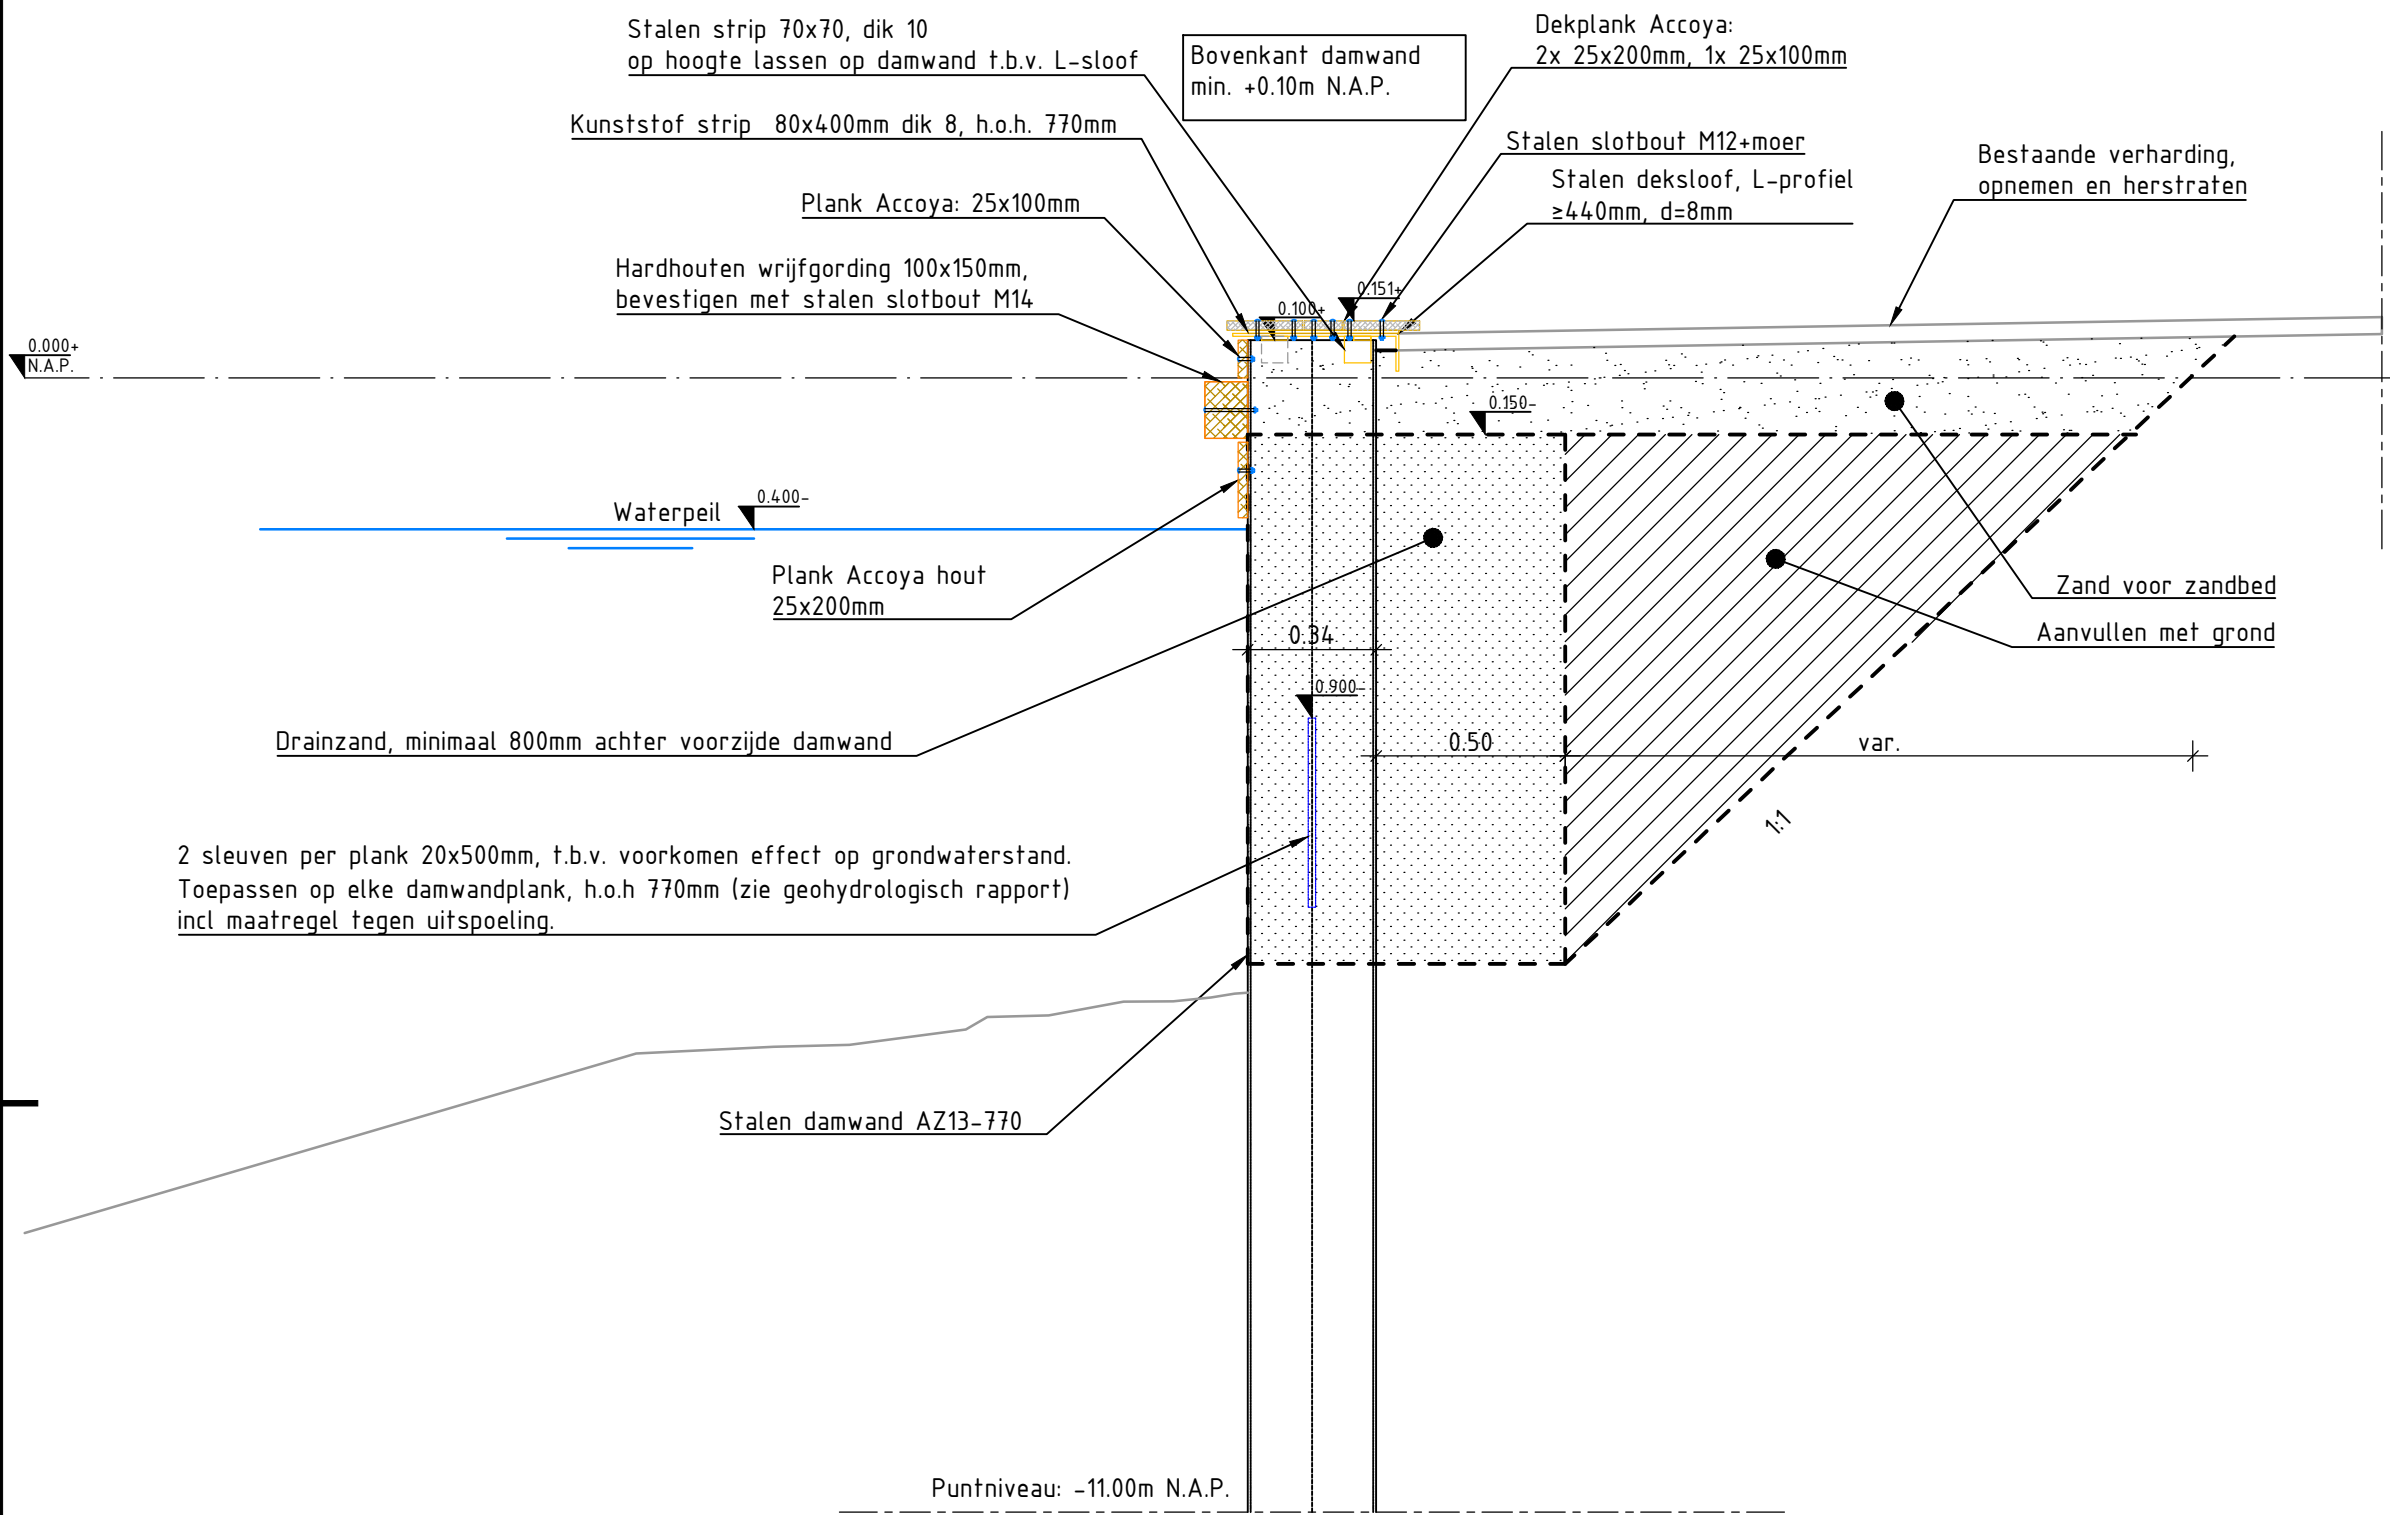 Stalen strip 70x70, dik 10
op hoogte lassen op damwand t.b.v. L-sloof
Bovenkant damwand
min. +0.10m N.A.P.
Dekplank Accoya:
2x 25x200mm, 1x 25x100mm
Kunststof strip 80x400mm dik 8, h.o.h. 770mm
Stalen slotbout M12+moer
Stalen deksloof, L-profiel
≥440mm, d=8mm
Bestaande verharding,
opnemen en herstraten
Plank Accoya: 25x100mm
Hardhouten wrijfgording 100x150mm,
bevestigen met stalen slotbout M14
0.151+
0.100+
0.000+
N.A.P.
0.150-
0.400-
Waterpeil
Plank Accoya hout
25x200mm
Zand voor zandbed
Aanvullen met grond
0.34
0.900-
Drainzand, minimaal 800mm achter voorzijde damwand
0.50
var.
1:1
2 sleuven per plank 20x500mm, t.b.v. voorkomen effect op grondwaterstand.
Toepassen op elke damwandplank, h.o.h 770mm (zie geohydrologisch rapport)
incl maatregel tegen uitspoeling.
Stalen damwand AZ13-770
Puntniveau: -11.00m N.A.P.